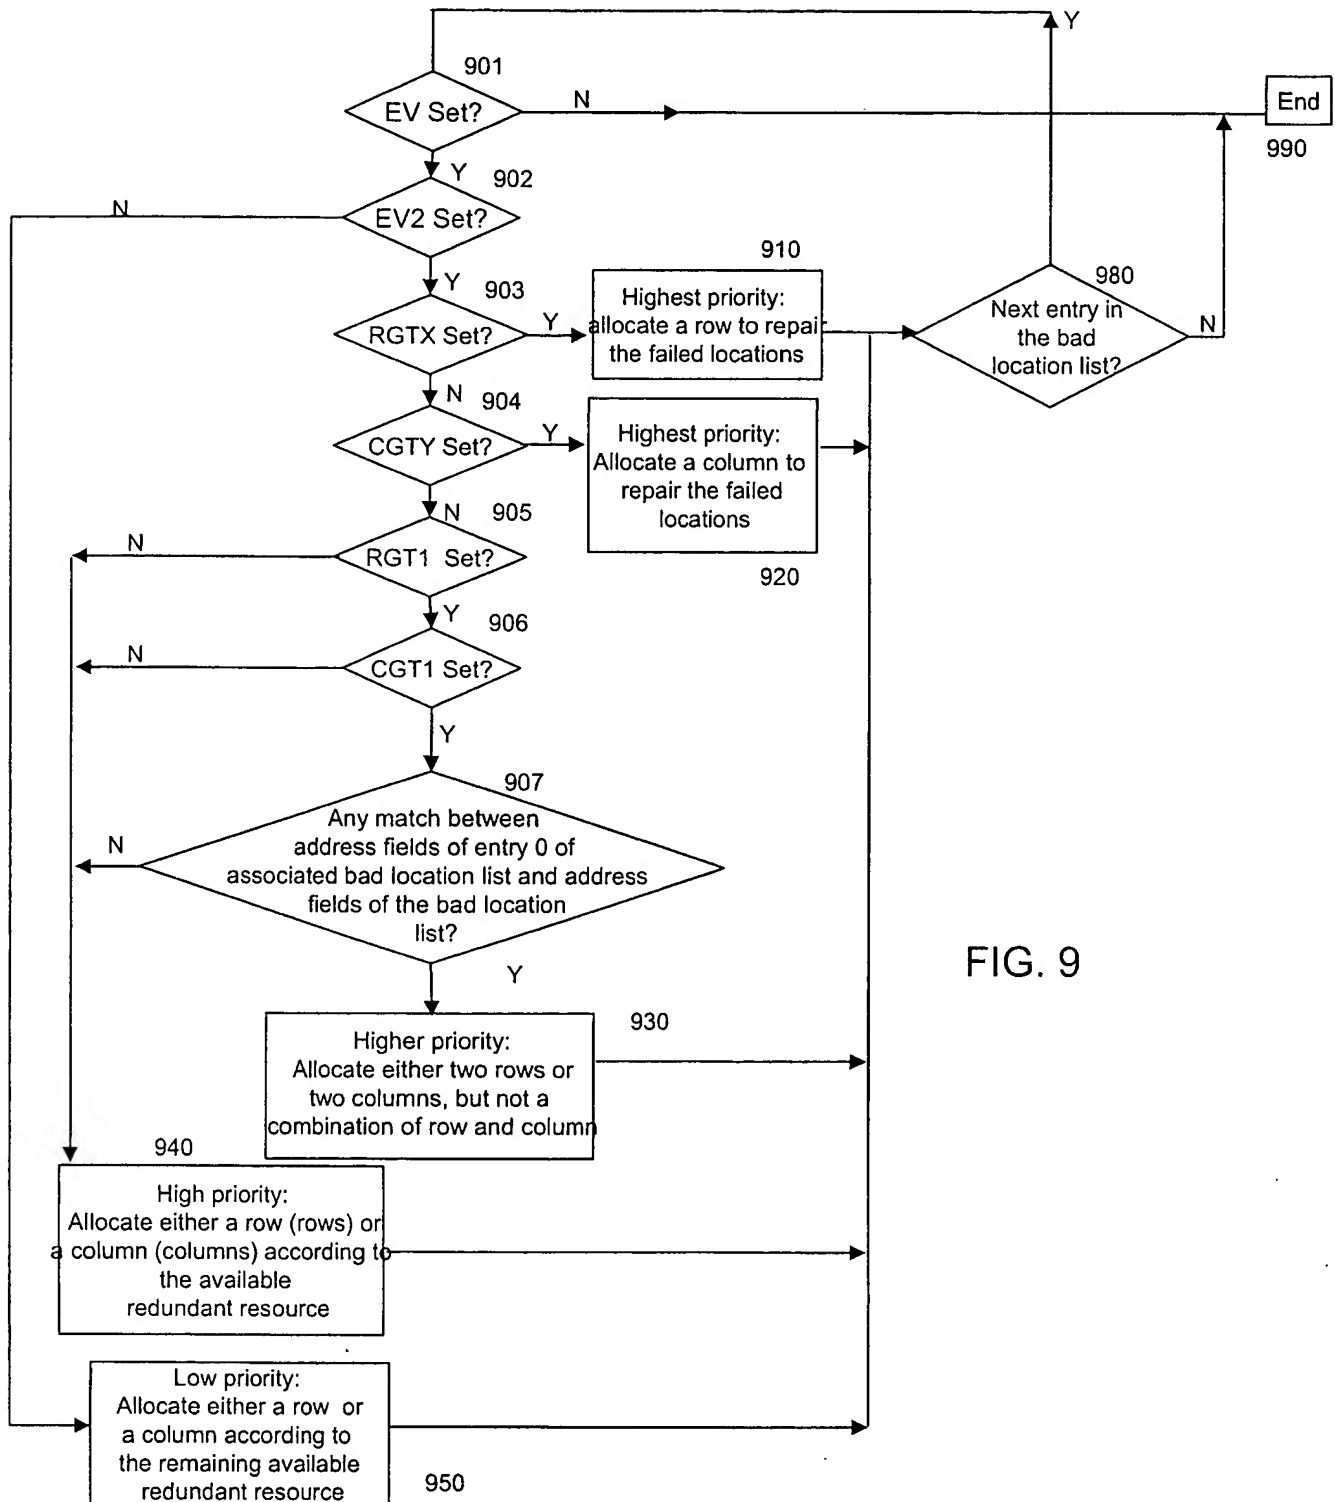 Y
901
EV Set?
N
End
990
Y
902
N
EV2 Set?
Y
903
RGTX Set?
Y
910
Highest priority:
allocate a row to repair
the failed locations
980
Next entry in
the bad
location list?
N
N
904
CGTY Set?
Y
Highest priority:
Allocate a column to
repair the failed
locations
920
N
905
N
RGT1 Set?
Y
906
N
CGT1 Set?
Y
907
Any match between
address fields of entry 0 of
associated bad location list and address
fields of the bad location
list?
N
Y
FIG. 9
930
Higher priority:
Allocate either two rows or
two columns, but not a
combination of row and column
940
High priority:
Allocate either a row (rows) or
a column (columns) according to
the available
redundant resource
Low priority:
Allocate either a row or
a column according to
the remaining available
redundant resource
950